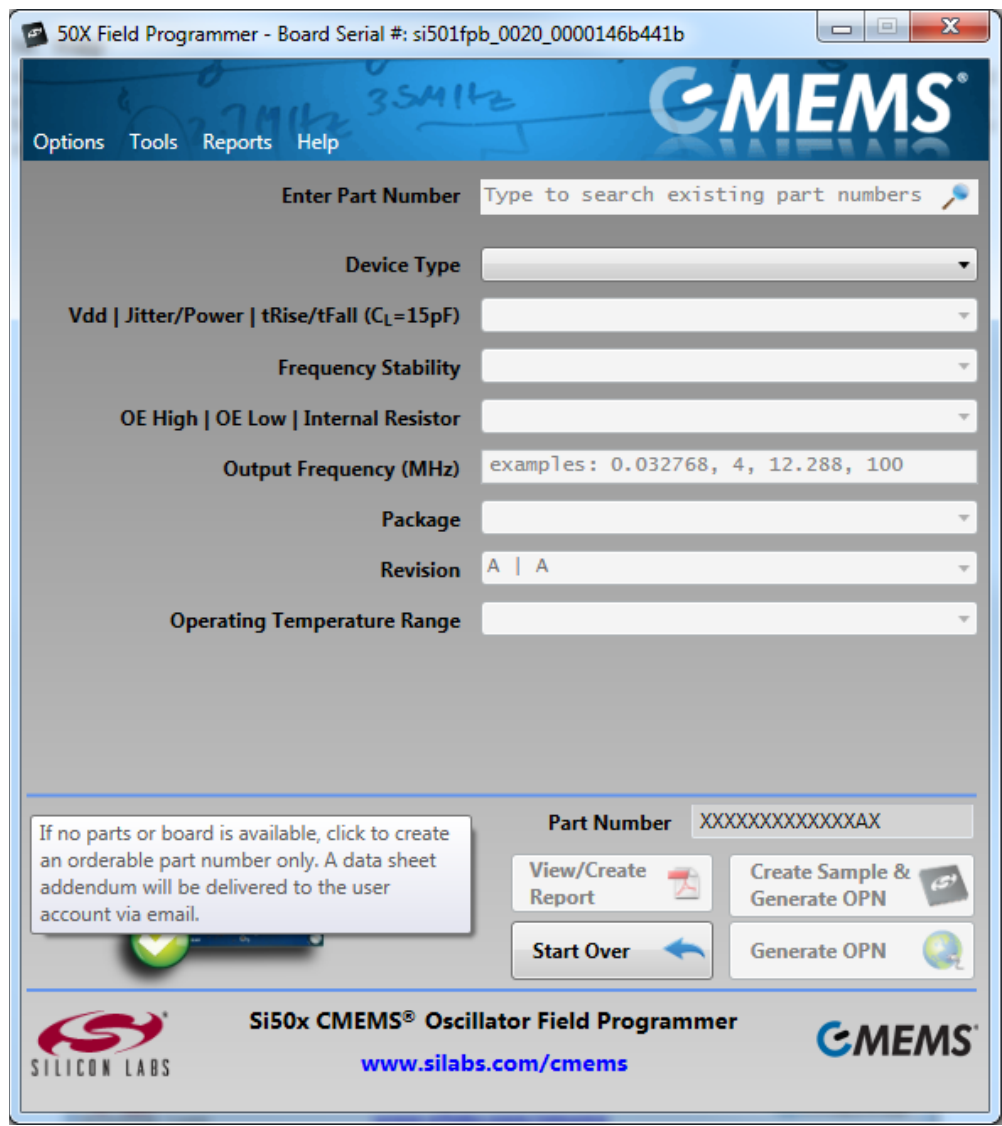 50X Field Programmer - Board Serial #: si501fpb_0020_0000146b441b
35MHz
CMEMS®
Options Tools Reports Help
Enter Part Number Type to search existing part numbers
Device Type
Vdd | Jitter/Power | tRise/tFall (CL=15pF)
Frequency Stability
OE High | OE Low | Internal Resistor
Output Frequency (MHz) examples: 0.032768, 4, 12.288, 100
Package
Revision A | A
Operating Temperature Range
If no parts or board is available, click to create
an orderable part number only. A data sheet
addendum will be delivered to the user
account via email.
Part Number XXXXXXXXXXXXXAX
View/Create
Report
Create Sample &
Generate OPN
Start Over
Generate OPN
SILICON LABS
Si50x CMEMS® Oscillator Field Programmer
www.silabs.com/cmems
CMEMS